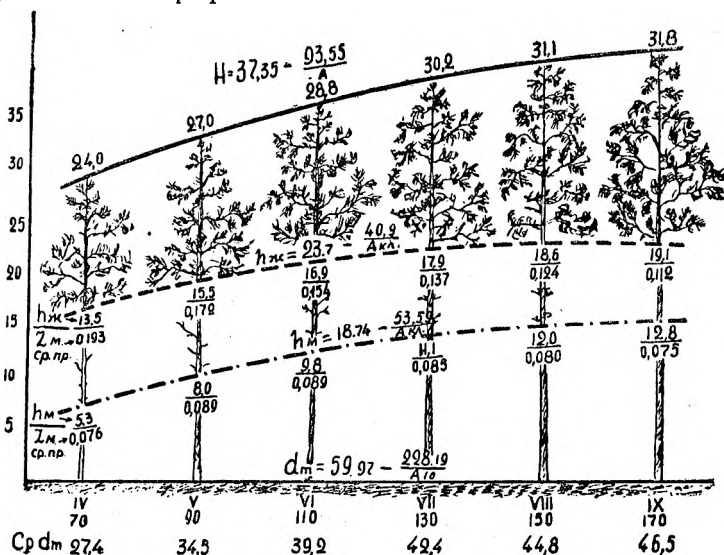 H=37,35 - 93,55 / A
24,0 27,0 28,8 30,2 31,1 31,8
35
30
25
20
15
10
5
hж = 23.7 - 40,9 / A кл.
hж / Zм. ср.пр.
13,5 / 0,193
15,5 / 0,172
16,9 / 0,154
17,9 / 0,137
18,6 / 0,124
19,1 / 0,112
hм = 18.74 - 53,59 / A кл.
hм / Zм. ср.пр.
5.3 / 0,076
8,0 / 0,089
9,8 / 0,089
11,1 / 0,085
12,0 / 0,080
12,8 / 0,075
dm = 59,92 - 228.19 / A 10
IV V VI VII VIII IX
70 90 110 130 150 170
Ср dm 27,4 34,5 39,2 42,4 44,8 46,5